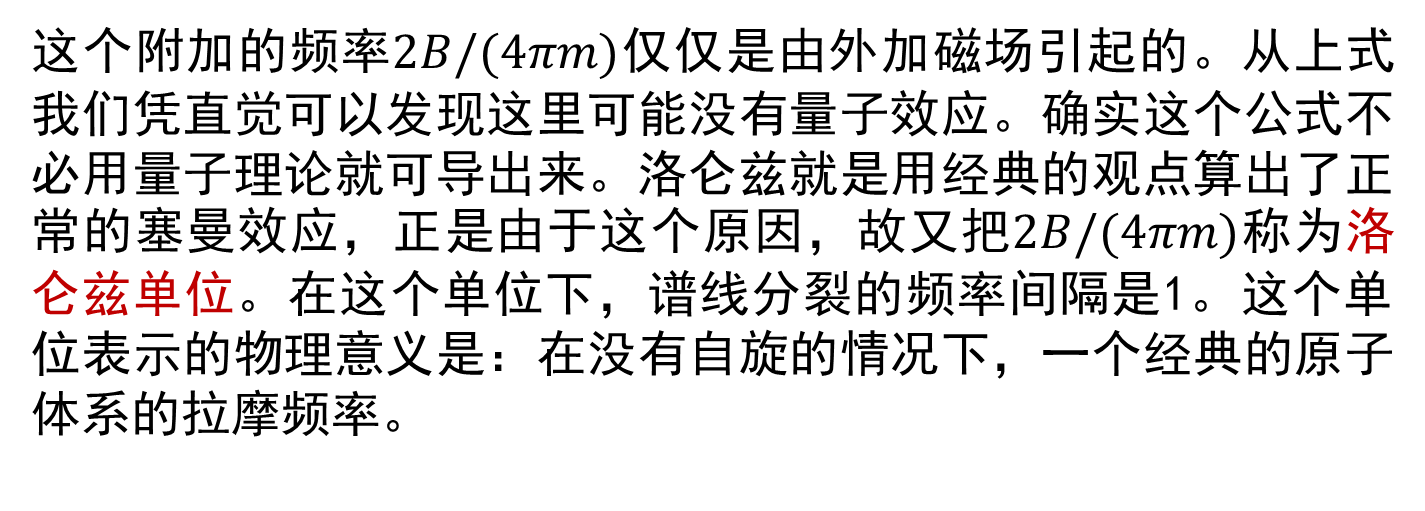 这个附加的频率2𝐵/(4𝜋𝑚)仅仅是由外加磁场引起的。从上式
我们凭直觉可以发现这里可能没有量子效应。确实这个公式不
必用量子理论就可导出来。洛仑兹就是用经典的观点算出了正
常的塞曼效应，正是由于这个原因，故又把2𝐵/(4𝜋𝑚)称为洛
仑兹单位。在这个单位下，谱线分裂的频率间隔是1。这个单
位表示的物理意义是：在没有自旋的情况下，一个经典的原子
体系的拉摩频率。